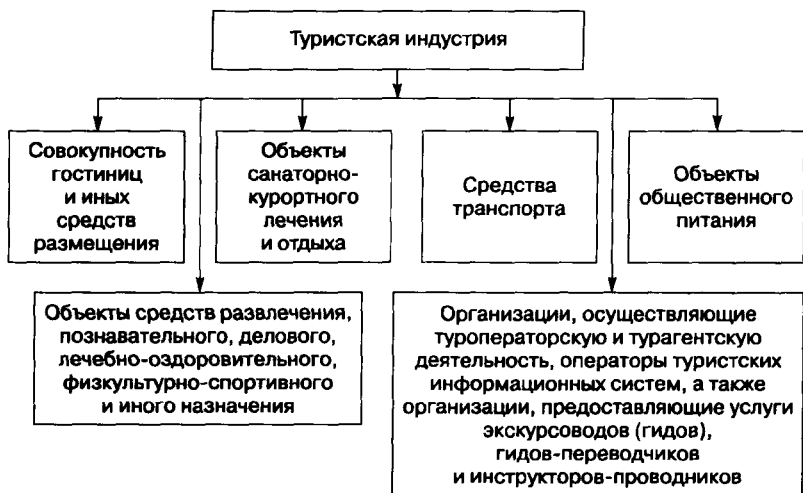 Туристская индустрия
Совокупность
гостиниц
и иных
средств
размещения
Объекты
санаторно-
курортного
лечения
и отдыха
Средства
транспорта
Объекты
общественного
питания
Объекты средств развлечения,
познавательного, делового,
лечебно-оздоровительного,
физкультурно-спортивного
и иного назначения
Организации, осуществляющие
туроператорскую и турагентскую
деятельность, операторы туристских
информационных систем, а также
организации, предоставляющие услуги
экскурсоводов (гидов),
гидов-переводчиков
и инструкторов-проводников